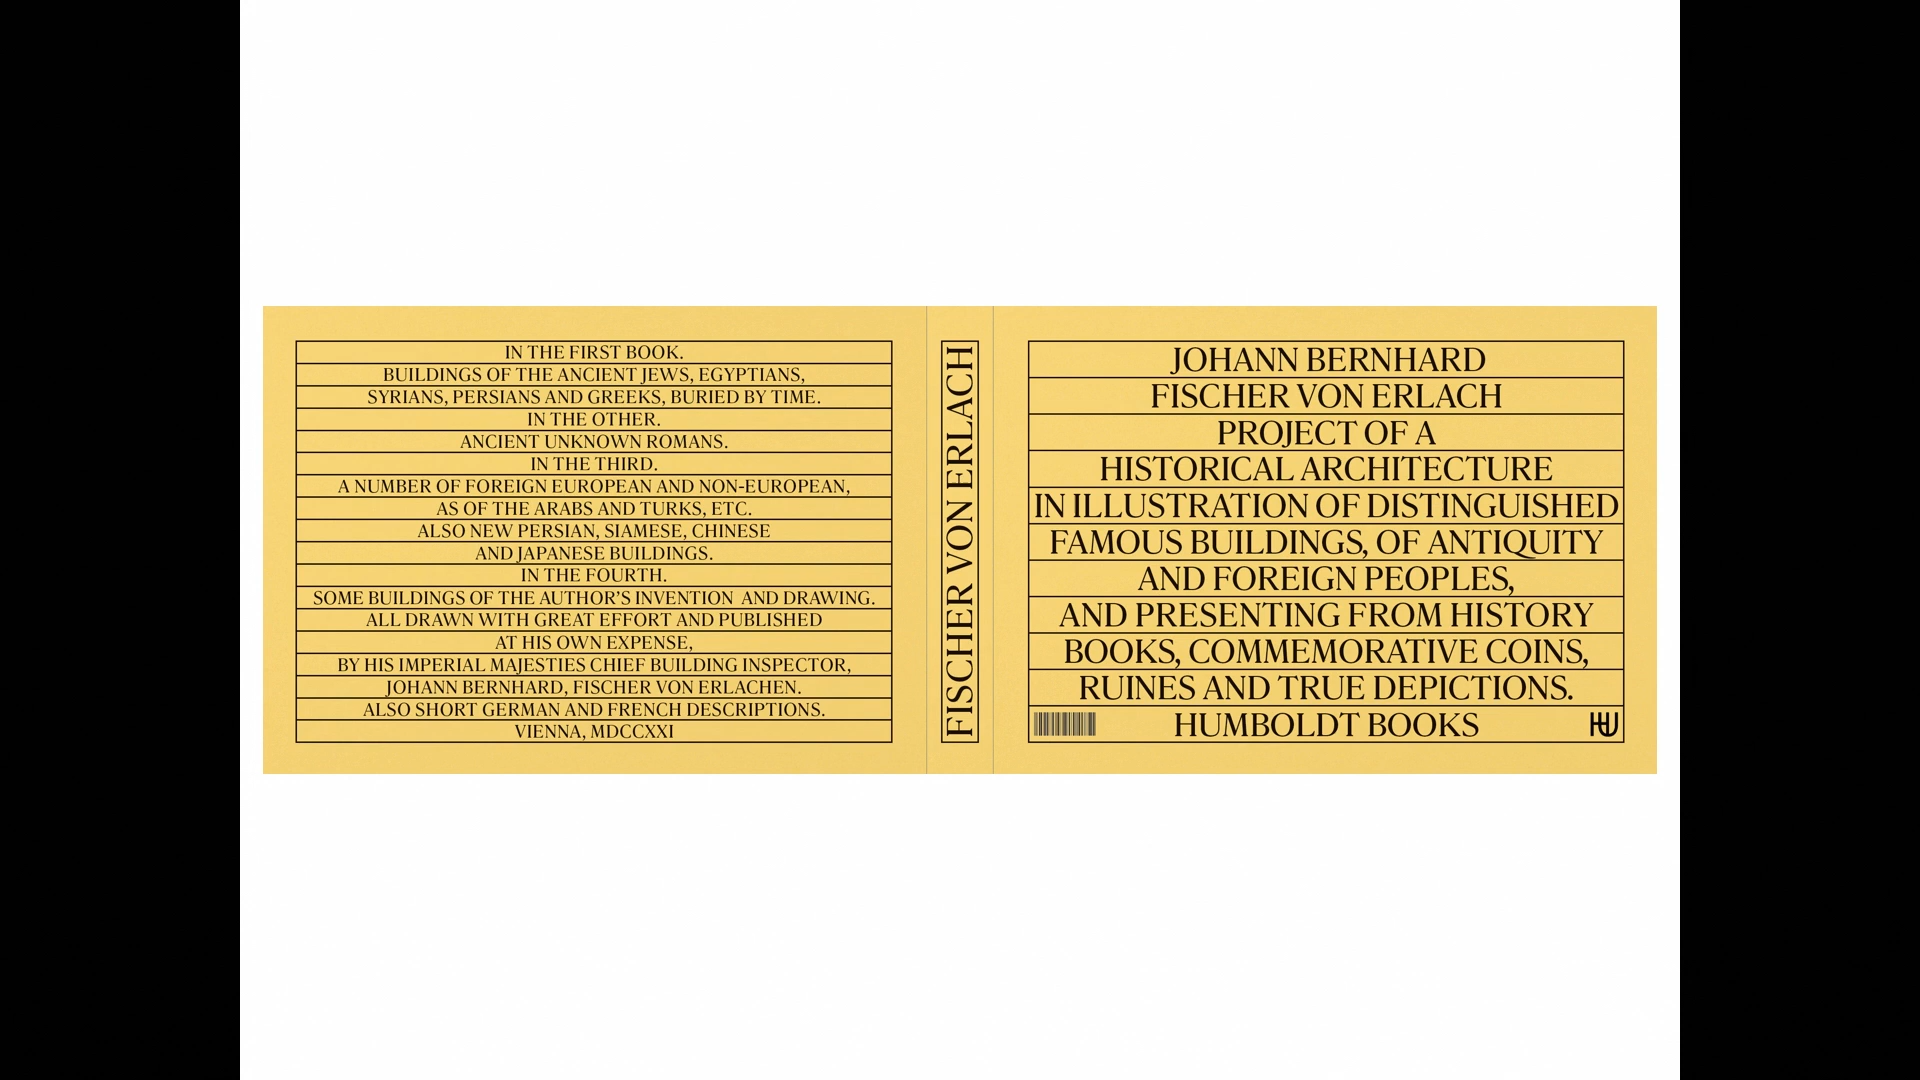 IN THE FIRST BOOK.
BUILDINGS OF THE ANCIENT JEWS, EGYPTIANS,
SYRIANS, PERSIANS AND GREEKS, BURIED BY TIME.
IN THE OTHER.
ANCIENT UNKNOWN ROMANS.
IN THE THIRD.
A NUMBER OF FOREIGN EUROPEAN AND NON-EUROPEAN,
AS OF THE ARABS AND TURKS, ETC.
ALSO NEW PERSIAN, SIAMESE, CHINESE
AND JAPANESE BUILDINGS.
IN THE FOURTH.
SOME BUILDINGS OF THE AUTHOR’S INVENTION AND DRAWING.
ALL DRAWN WITH GREAT EFFORT AND PUBLISHED
AT HIS OWN EXPENSE,
BY HIS IMPERIAL MAJESTIES CHIEF BUILDING INSPECTOR,
JOHANN BERNHARD, FISCHER VON ERLACHEN.
ALSO SHORT GERMAN AND FRENCH DESCRIPTIONS.
VIENNA, MDCCXXI
FISCHER VON ERLACH
JOHANN BERNHARD
FISCHER VON ERLACH
PROJECT OF A
HISTORICAL ARCHITECTURE
IN ILLUSTRATION OF DISTINGUISHED
FAMOUS BUILDINGS, OF ANTIQUITY
AND FOREIGN PEOPLES,
AND PRESENTING FROM HISTORY
BOOKS, COMMEMORATIVE COINS,
RUINES AND TRUE DEPICTIONS.
HUMBOLDT BOOKS